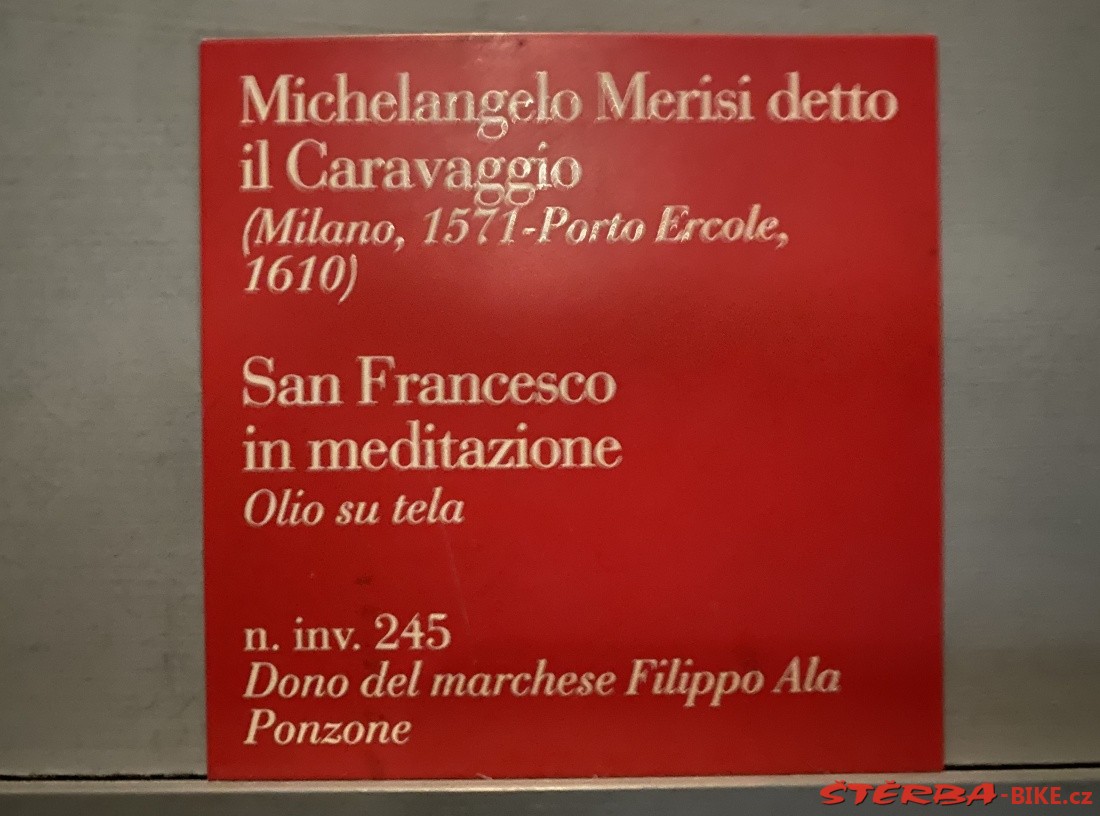 Michelangelo Merisi detto
il Caravaggio
(Milano, 1571-Porto Ercole,
1610)
San Francesco
in meditazione
Olio su tela
n. inv. 245
Dono del marchese Filippo Ala
Ponzone
ŠTĚRBA-BIKE.cz